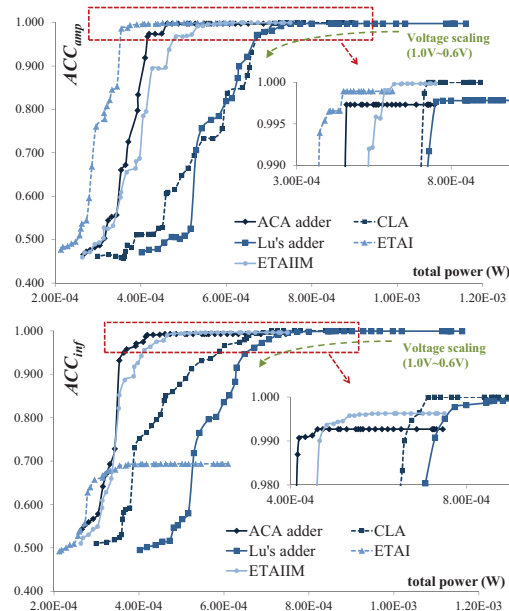 1.000
0.900
0.800
0.700
0.600
0.500
0.400
ACC_amp
Voltage scaling
(1.0V~0.6V)
1.000
0.995
0.990
3.00E-04 8.00E-04
ACA adder CLA
Lu's adder ETAI
ETAIIM
total power (W)
2.00E-04 4.00E-04 6.00E-04 8.00E-04 1.00E-03 1.20E-03
1.000
0.900
0.800
0.700
0.600
0.500
0.400
ACC_inf
Voltage scaling
(1.0V~0.6V)
1.000
0.990
0.980
4.00E-04 8.00E-04
ACA adder CLA
Lu's adder ETAI
ETAIIM
total power (W)
2.00E-04 4.00E-04 6.00E-04 8.00E-04 1.00E-03 1.20E-03